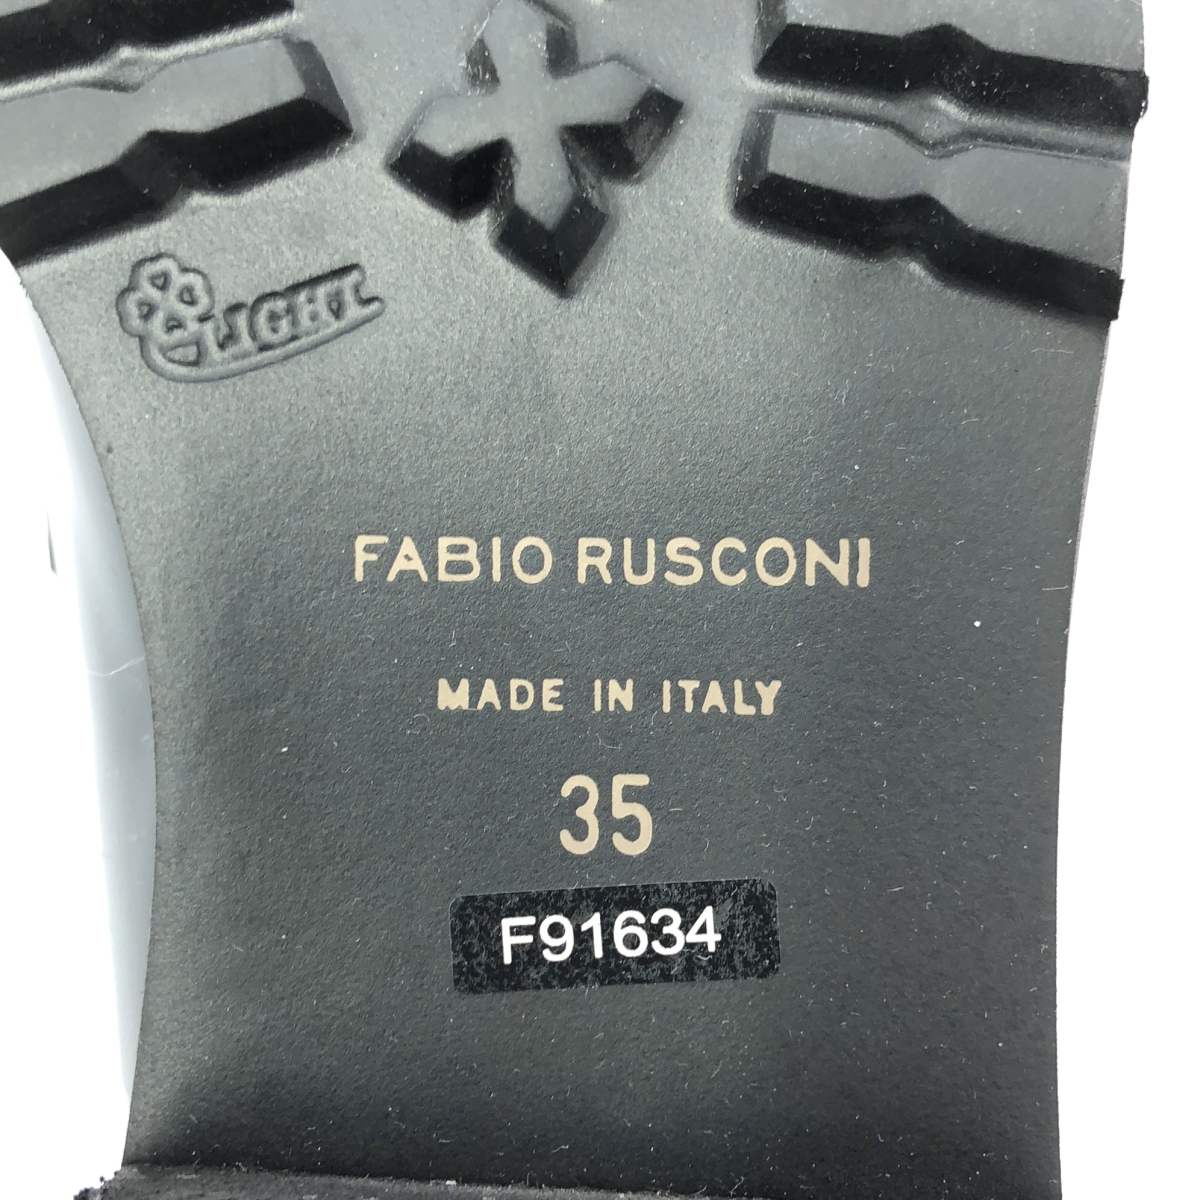 LIGHT
FABIO RUSCONI
MADE IN ITALY
35
F91634